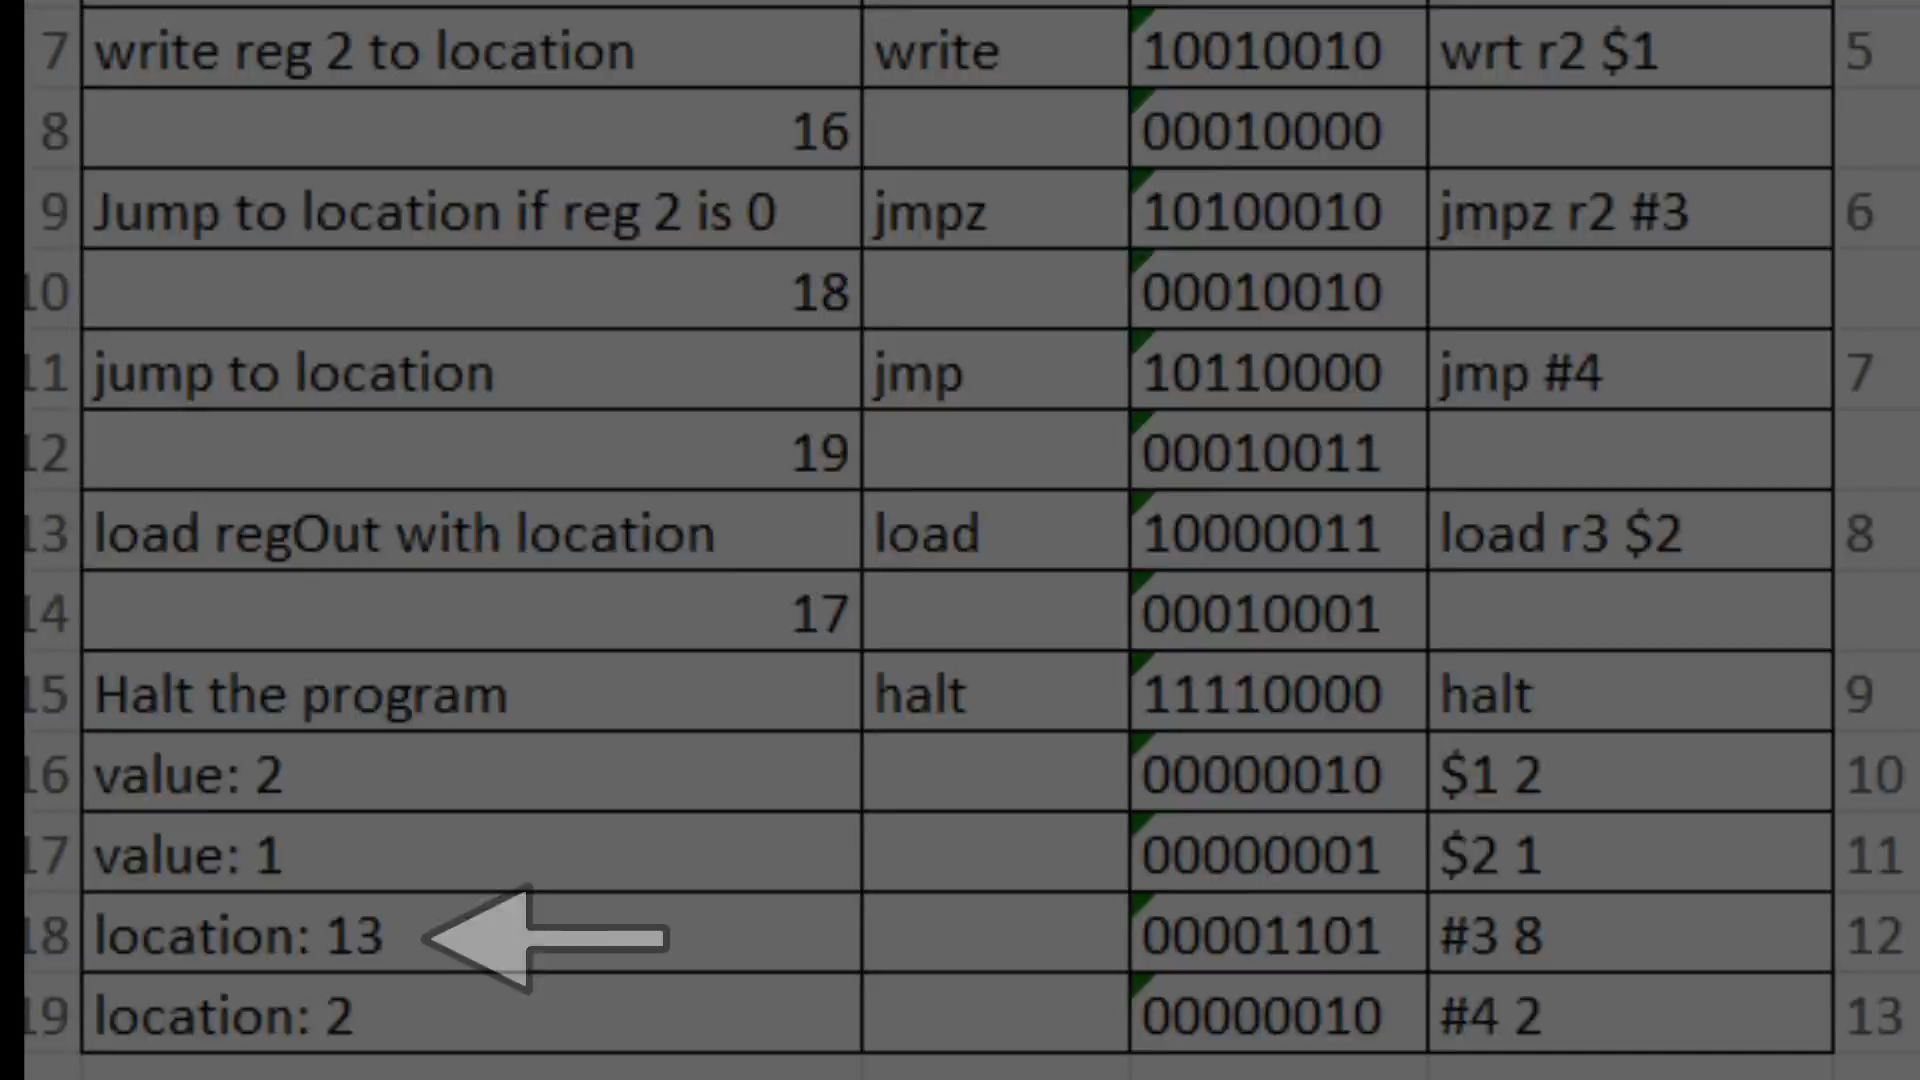 7 write reg 2 to location write 10010010 wrt r2 $1 5
8 16 00010000
9 Jump to location if reg 2 is 0 jmpz 10100010 jmpz r2 #3 6
10 18 00010010
11 jump to location jmp 10110000 jmp #4 7
12 19 00010011
13 load regOut with location load 10000011 load r3 $2 8
14 17 00010001
15 Halt the program halt 11110000 halt 9
16 value: 2 00000010 $1 2 10
17 value: 1 00000001 $2 1 11
18 location: 13 00001101 #3 8 12
19 location: 2 00000010 #4 2 13